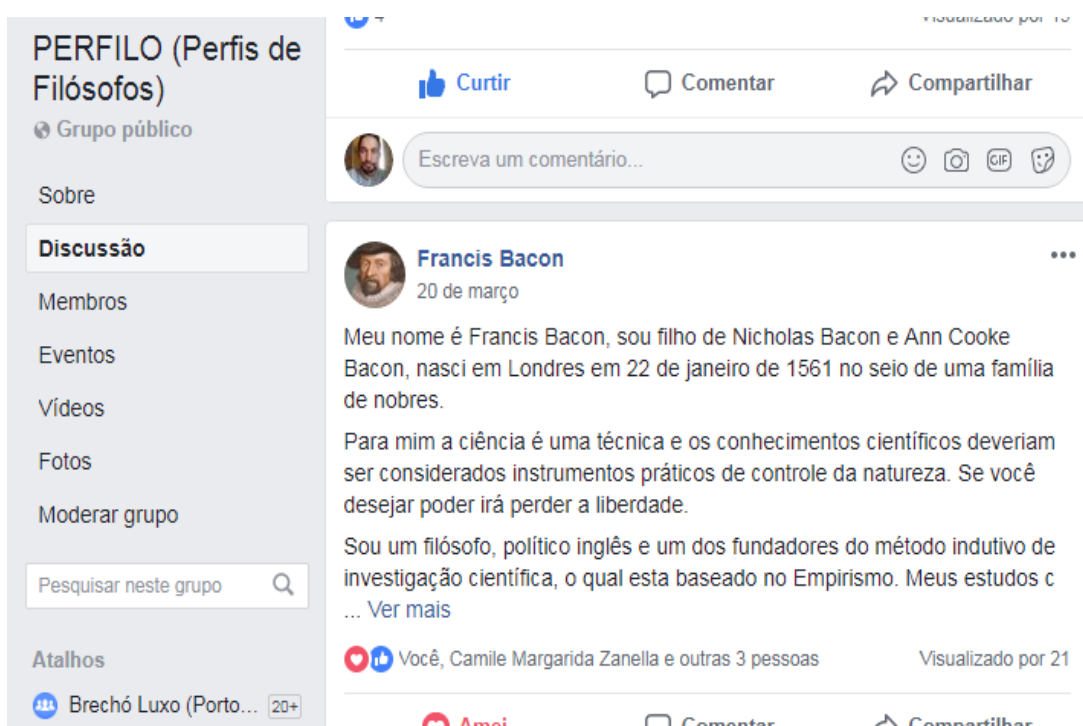 PERFILO (Perfis de
Filósofos)
Grupo público
Sobre
Discussão
Membros
Eventos
Vídeos
Fotos
Moderar grupo
Pesquisar neste grupo
Atalhos
Brechó Luxo (Porto... 20+
4
Visualizado por 15
Curtir Comentar Compartilhar
Escreva um comentário...
GIF
Francis Bacon
20 de março
Meu nome é Francis Bacon, sou filho de Nicholas Bacon e Ann Cooke
Bacon, nasci em Londres em 22 de janeiro de 1561 no seio de uma família
de nobres.
Para mim a ciência é uma técnica e os conhecimentos científicos deveriam
ser considerados instrumentos práticos de controle da natureza. Se você
desejar poder irá perder a liberdade.
Sou um filósofo, político inglês e um dos fundadores do método indutivo de
investigação científica, o qual esta baseado no Empirismo. Meus estudos c
... Ver mais
Você, Camile Margarida Zanella e outras 3 pessoas Visualizado por 21
Amei Comentar Compartilhar